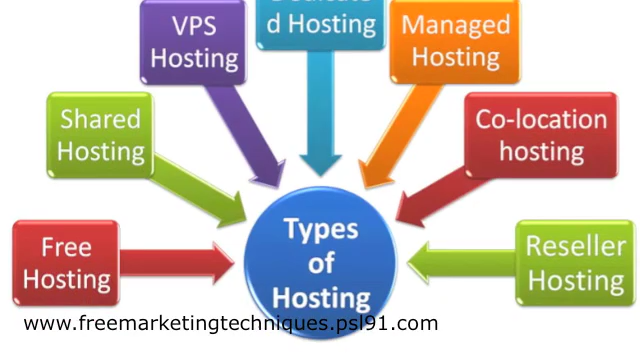 VPS
Hosting
d Hosting
Managed
Hosting
Shared
Hosting
Co-location
hosting
Free
Hosting
Types
of
Hosting
Reseller
Hosting
www.freemarketingtechniques.psl91.com